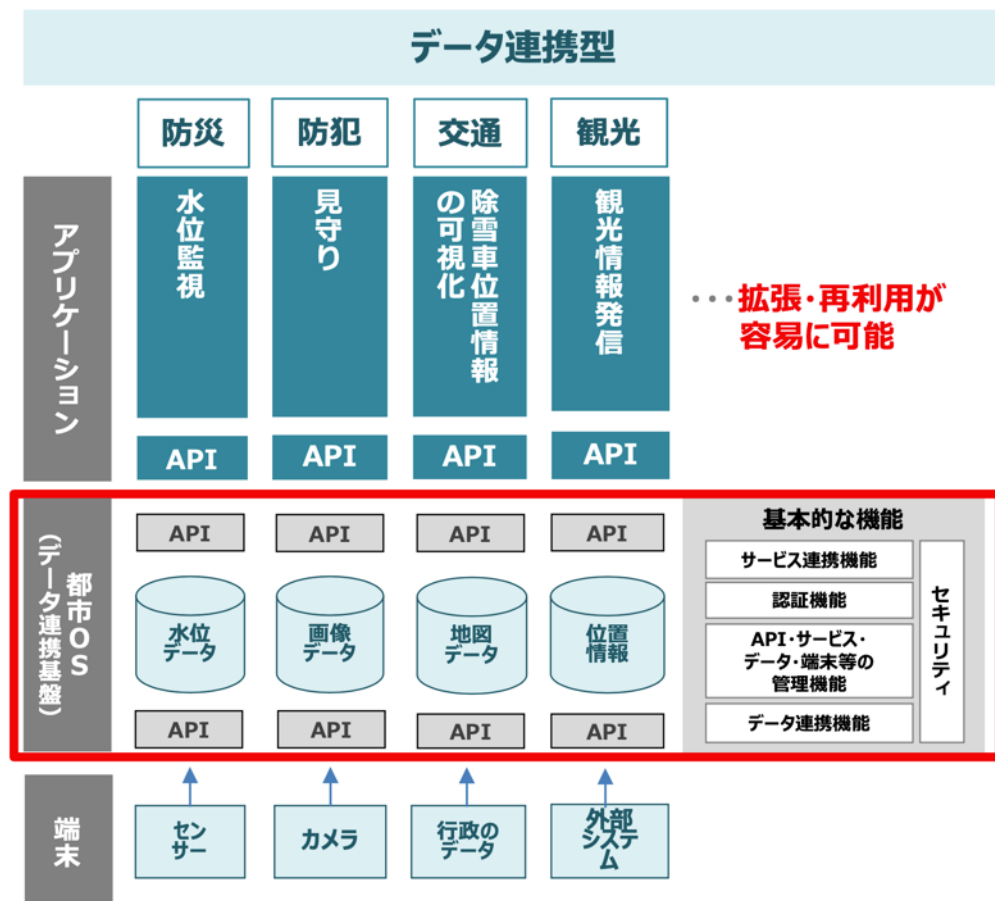 データ連携型
防災
防犯
交通
観光
アプリケーション
水位監視
見守り
除雪車位置情報
の可視化
観光情報発信
･･･拡張・再利用が
容易に可能
API
API
API
API
都市OS
(データ連携基盤)
API
API
API
API
水位
データ
画像
データ
地図
データ
位置
情報
API
API
API
API
基本的な機能
サービス連携機能
認証機能
API・サービス・
データ・端末等の
管理機能
データ連携機能
セキュリティ
端末
セン
サー
カメラ
行政の
データ
外部
システ
ム